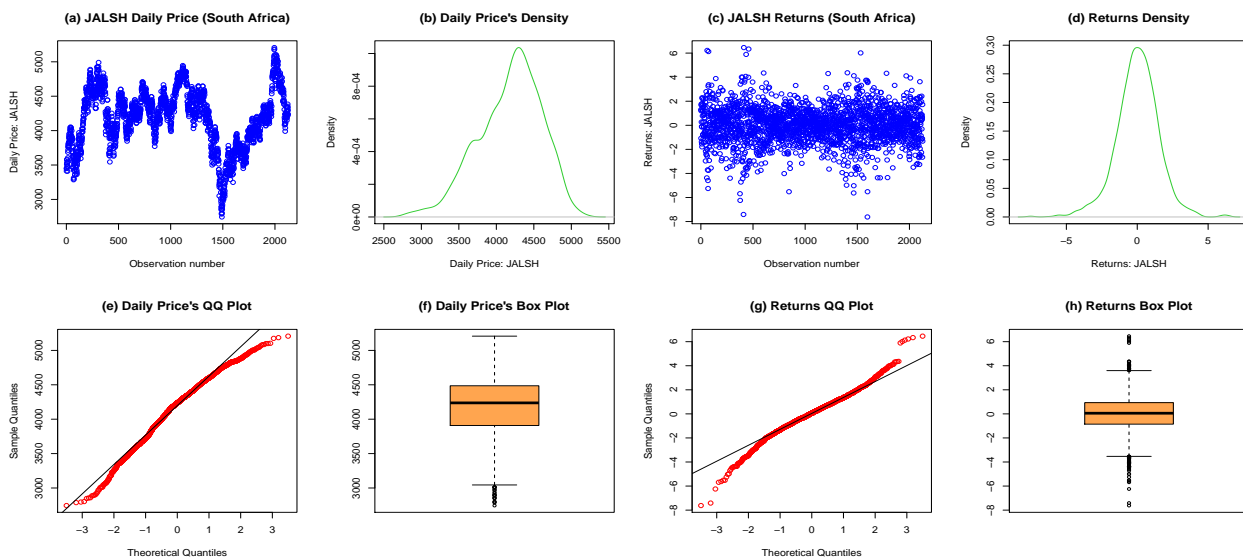 (a) JALSH Daily Price (South Africa)
Daily Price: JALSH
3000 3500 4000 4500 5000
0 500 1000 1500 2000
Observation number
(b) Daily Price's Density
Density
0e+00 4e-04 8e-04
2500 3000 3500 4000 4500 5000 5500
Daily Price: JALSH
(c) JALSH Returns (South Africa)
Returns: JALSH
-8 -6 -4 -2 0 2 4 6
0 500 1000 1500 2000
Observation number
(d) Returns Density
Density
0.00 0.05 0.10 0.15 0.20 0.25 0.30
−5 0 5
Returns: JALSH
(e) Daily Price's QQ Plot
Sample Quantiles
3000 3500 4000 4500 5000
−3 −2 −1 0 1 2 3
Theoretical Quantiles
(f) Daily Price's Box Plot
3000 3500 4000 4500 5000
(g) Returns QQ Plot
Sample Quantiles
-8 -6 -4 -2 0 2 4 6
−3 −2 −1 0 1 2 3
Theoretical Quantiles
(h) Returns Box Plot
-8 -6 -4 -2 0 2 4 6